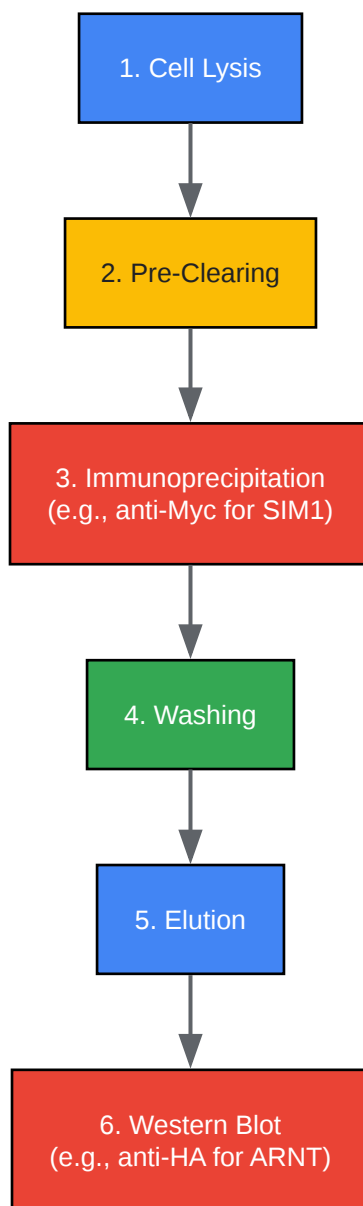 1. Cell Lysis
2. Pre-Clearing
3. Immunoprecipitation
(e.g., anti-Myc for SIM1)
4. Washing
5. Elution
6. Western Blot
(e.g., anti-HA for ARNT)